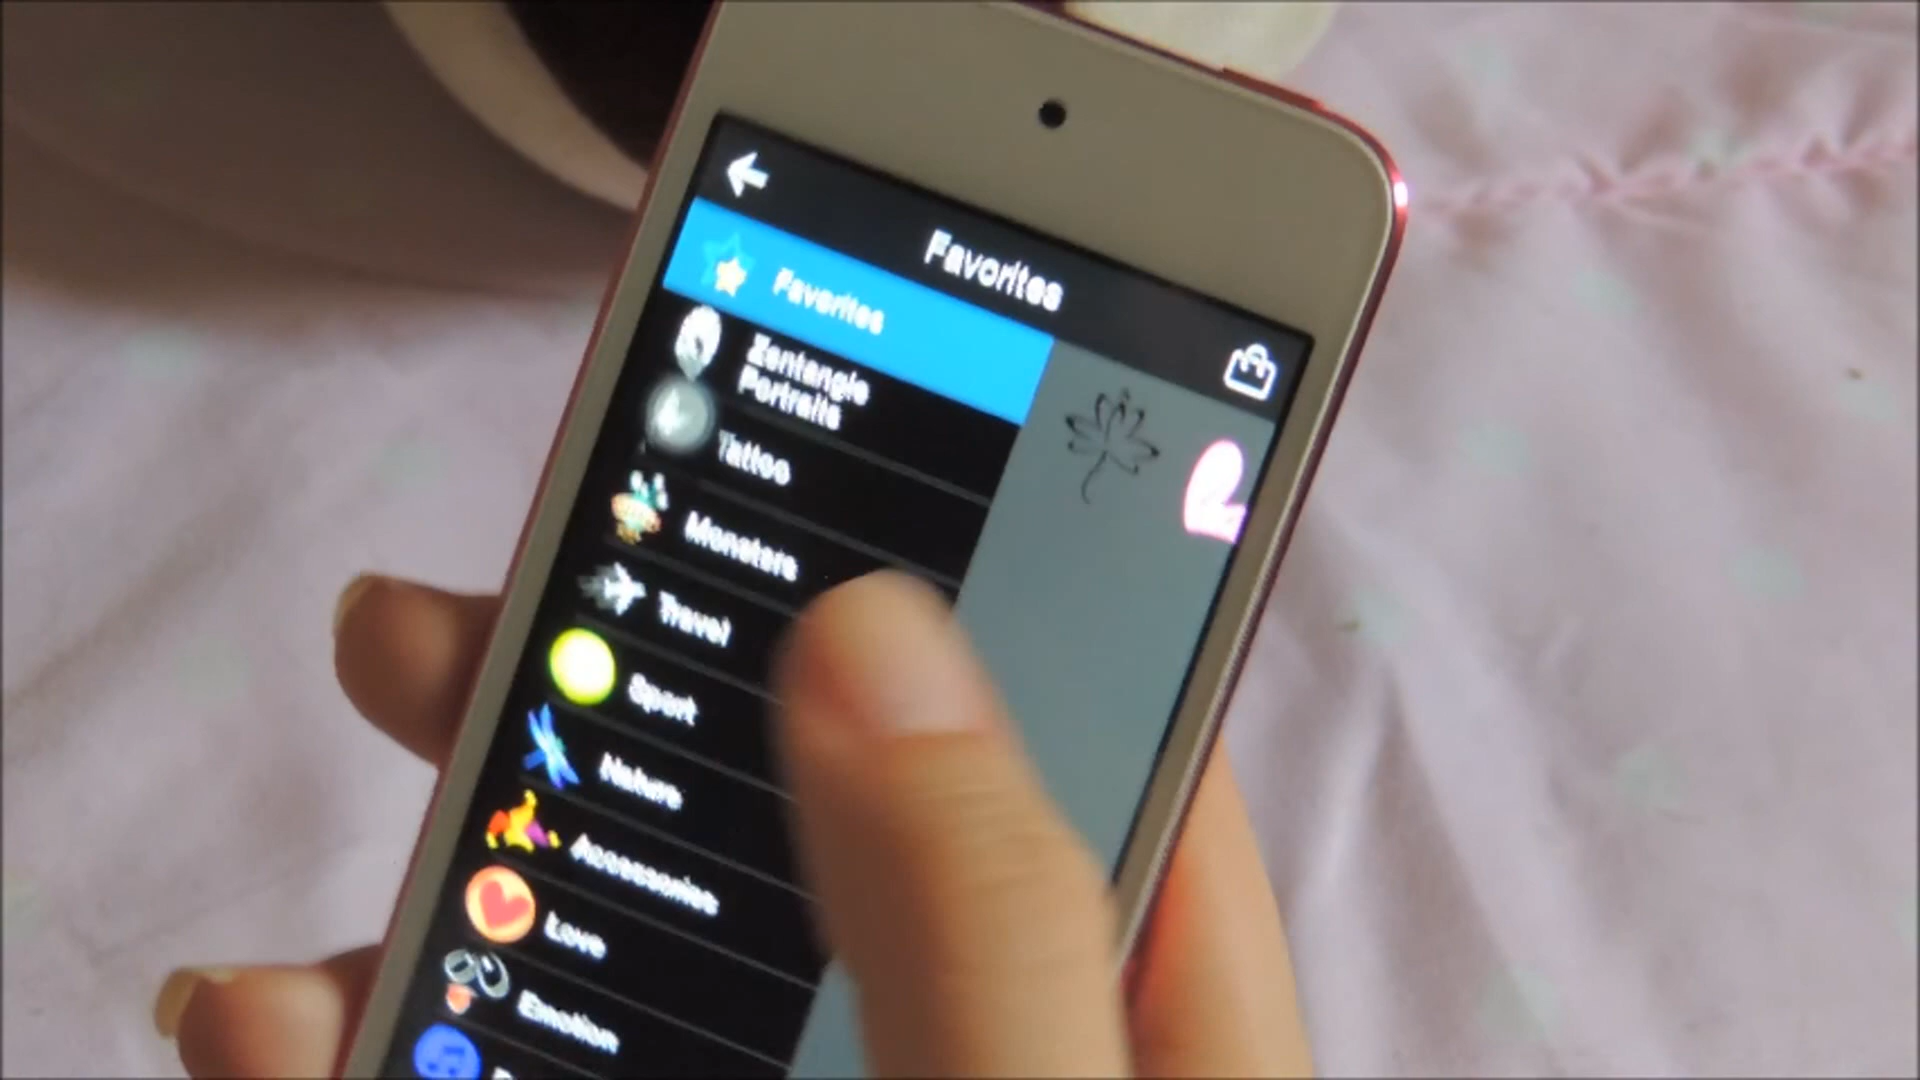 Favorites
Favorites
Zentangle
Portraits
Tattoo
Monsters
Travel
Sport
Nature
Accessories
Love
Emotion